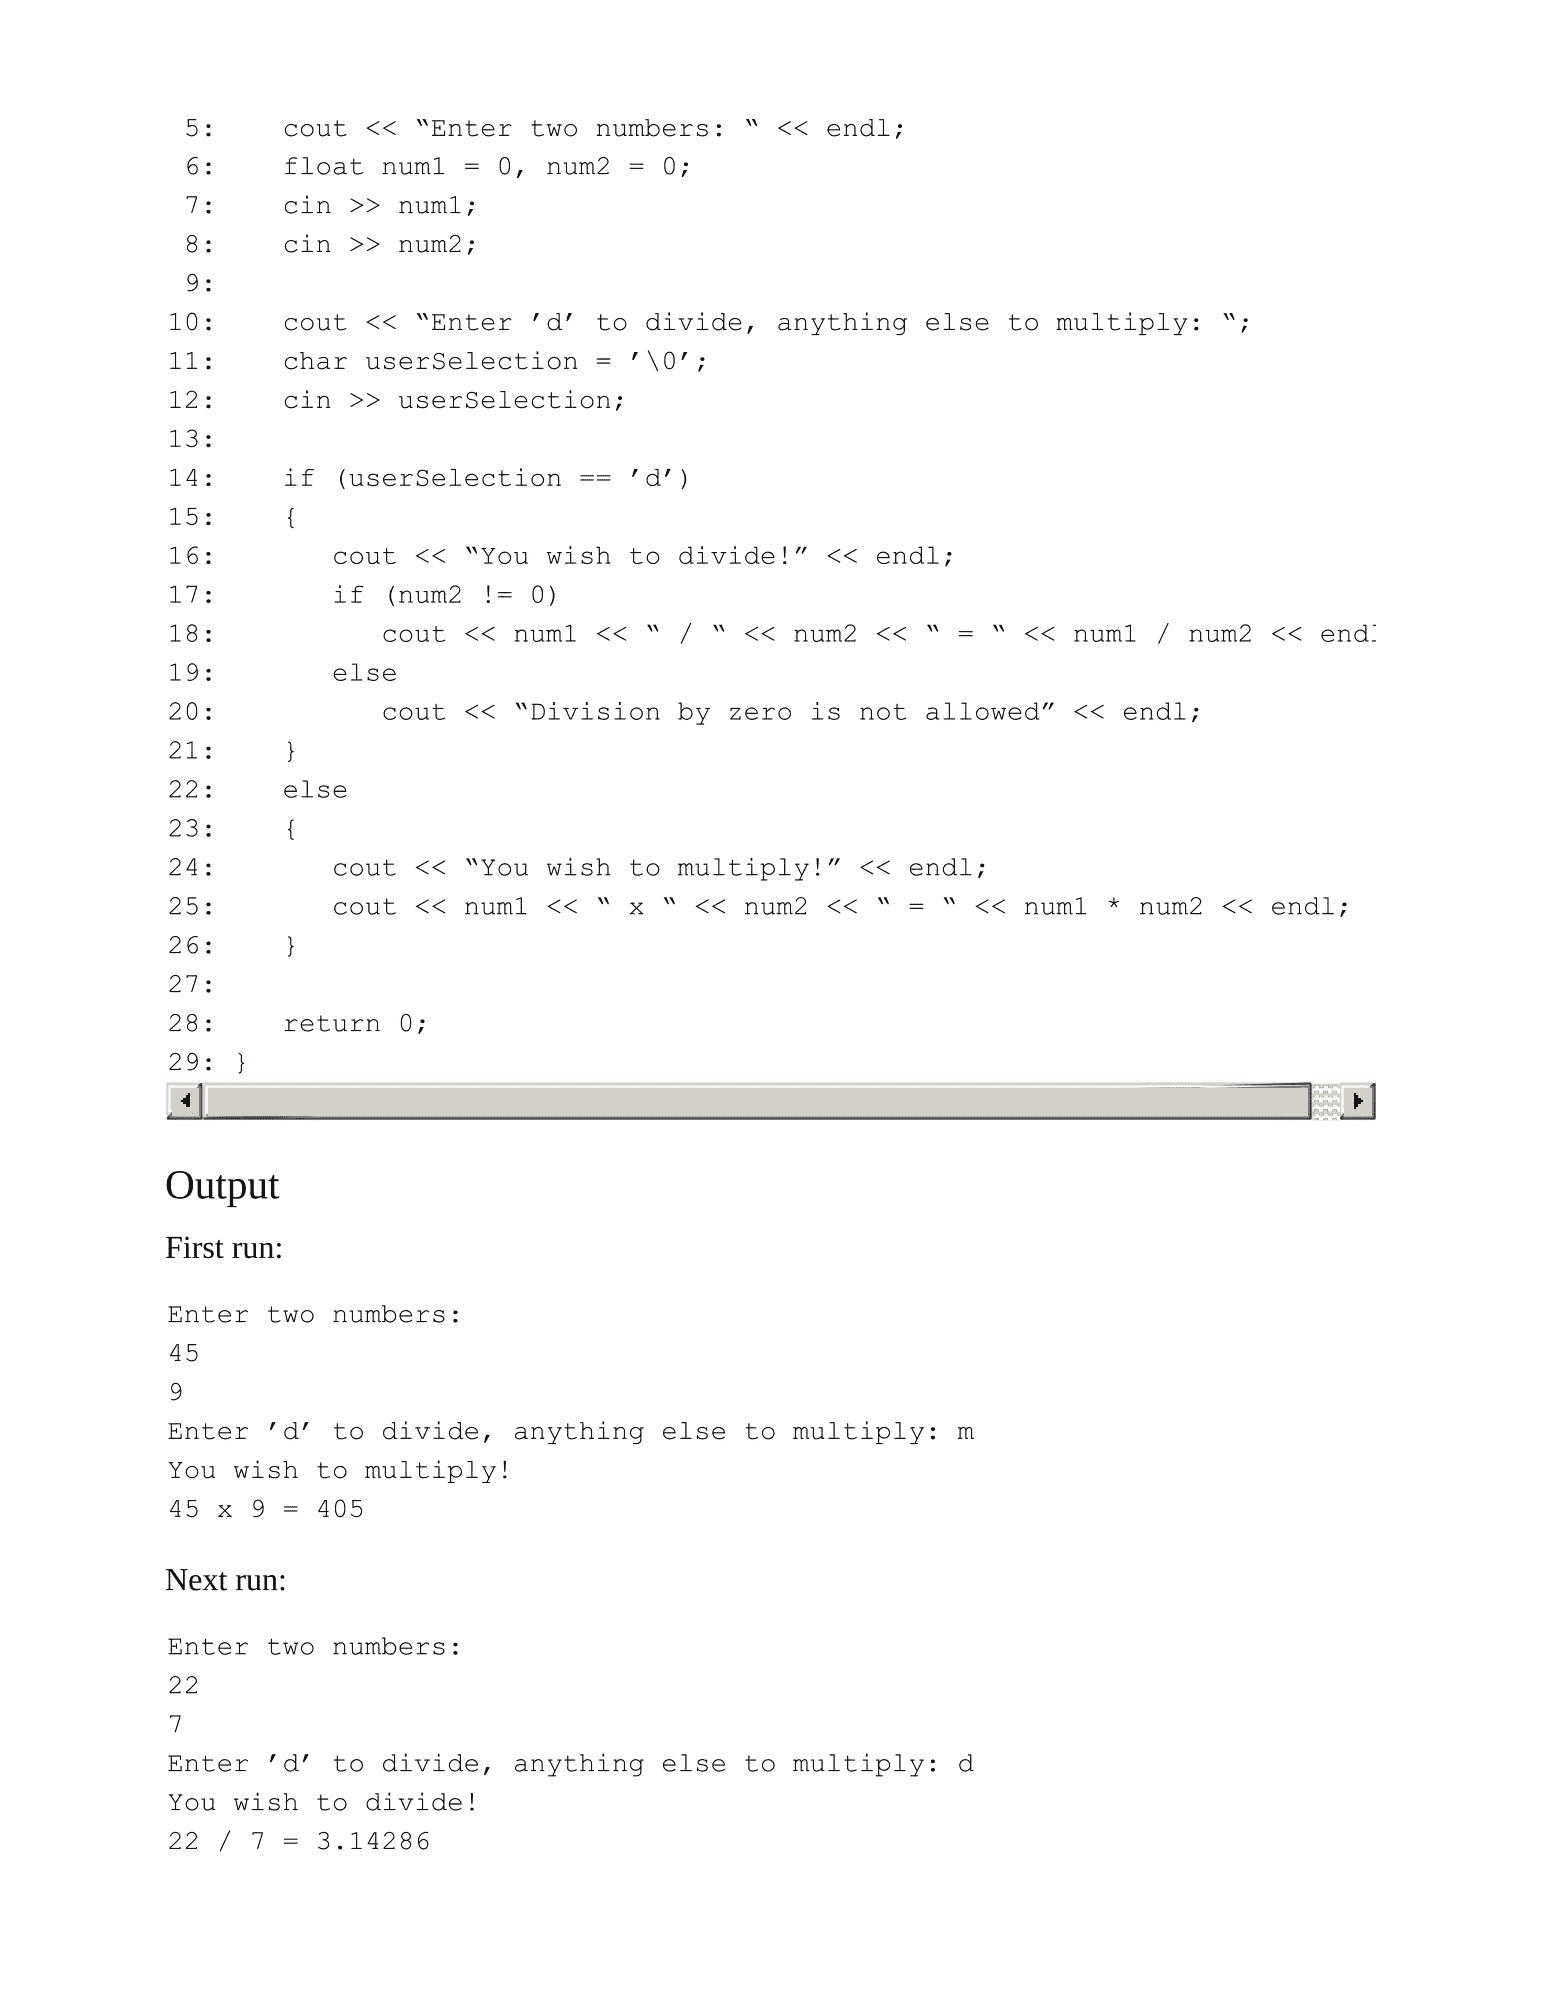 5:    cout << “Enter two numbers: “ << endl;
6:    float num1 = 0, num2 = 0;
7:    cin >> num1;
8:    cin >> num2;
9:
10:    cout << “Enter ’d’ to divide, anything else to multiply: “;
11:    char userSelection = ’\0’;
12:    cin >> userSelection;
13:
14:    if (userSelection == ’d’)
15:    {
16:       cout << “You wish to divide!” << endl;
17:       if (num2 != 0)
18:          cout << num1 << “ / “ << num2 << “ = “ << num1 / num2 << endl
19:       else
20:          cout << “Division by zero is not allowed” << endl;
21:    }
22:    else
23:    {
24:       cout << “You wish to multiply!” << endl;
25:       cout << num1 << “ x “ << num2 << “ = “ << num1 * num2 << endl;
26:    }
27:
28:    return 0;
29: }
Output
First run:
Enter two numbers:
45
9
Enter ’d’ to divide, anything else to multiply: m
You wish to multiply!
45 x 9 = 405
Next run:
Enter two numbers:
22
7
Enter ’d’ to divide, anything else to multiply: d
You wish to divide!
22 / 7 = 3.14286